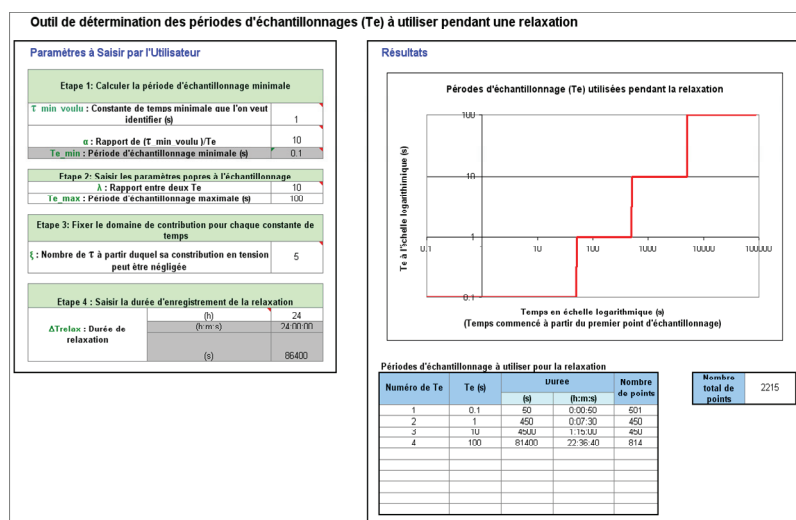 Outil de détermination des périodes d'échantillonnages (Te) à utiliser pendant une relaxation
Paramètres à Saisir par l'Utilisateur
Etape 1: Calculer la période d'échantillonnage minimale
τ_min_voulu : Constante de temps minimale que l'on veut
identifier (s)
1
α : Rapport de (τ_min_voulu )/Te
10
Te_min : Période d'échantillonnage minimale (s)
0.1
Etape 2: Saisir les paramètres popres à l'échantillonnage
λ : Rapport entre deux Te
10
Te_max : Période d'échantillonnage maximale (s)
100
Etape 3: Fixer le domaine de contribution pour chaque constante de
temps
ξ : Nombre de τ à partir duquel sa constribution en tension
peut être négligée
5
Etape 4 : Saisir la durée d'enregistrement de la relaxation
ΔTrelax : Durée de
relaxation
(h)
24
(h:m:s)
24:00:00
(s)
86400
Résultats
Pérodes d'échantillonnage (Te) utilisées pendant la relaxation
Te à l'échelle logarithimique (s)
100
10
1
0.1
0.1
1
10
100
1000
10000
100000
Temps en échelle logarithmique (s)
(Temps commencé à partir du premier point d'échantillonnage)
Périodes d'échantillonnage à utiliser pour la relaxation
Numéro de Te
Te (s)
Durée
Nombre
de points
(s)
(h:m:s)
1 0.1 50 0:00:50 501
2 1 450 0:07:30 450
3 10 4500 1:15:00 450
4 100 81400 22:36:40 814
Nombre
total de
points
2215